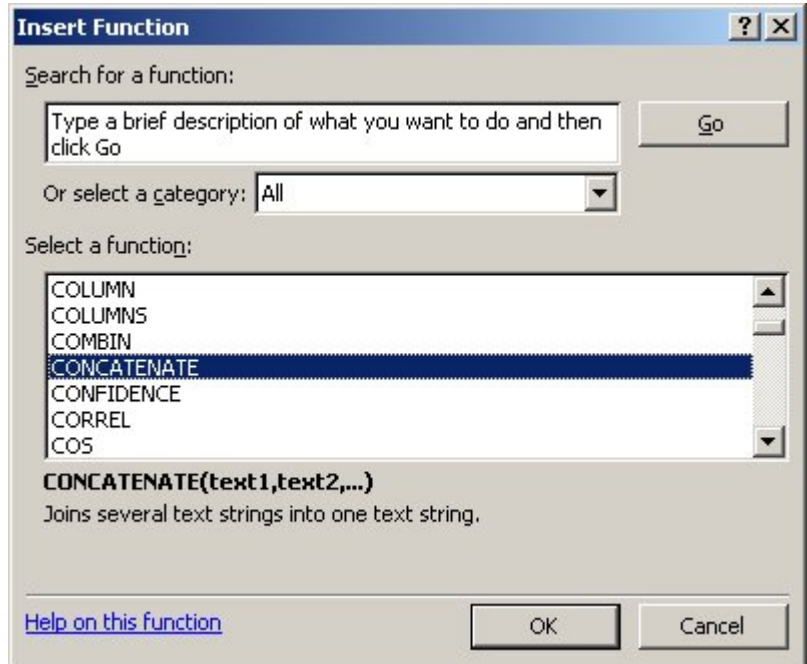 Insert Function
Search for a function:
Type a brief description of what you want to do and then
click Go
Go
Or select a category: All
Select a function:
COLUMN
COLUMNS
COMBIN
CONCATENATE
CONFIDENCE
CORREL
COS
CONCATENATE(text1,text2,...)
Joins several text strings into one text string.
Help on this function
OK
Cancel